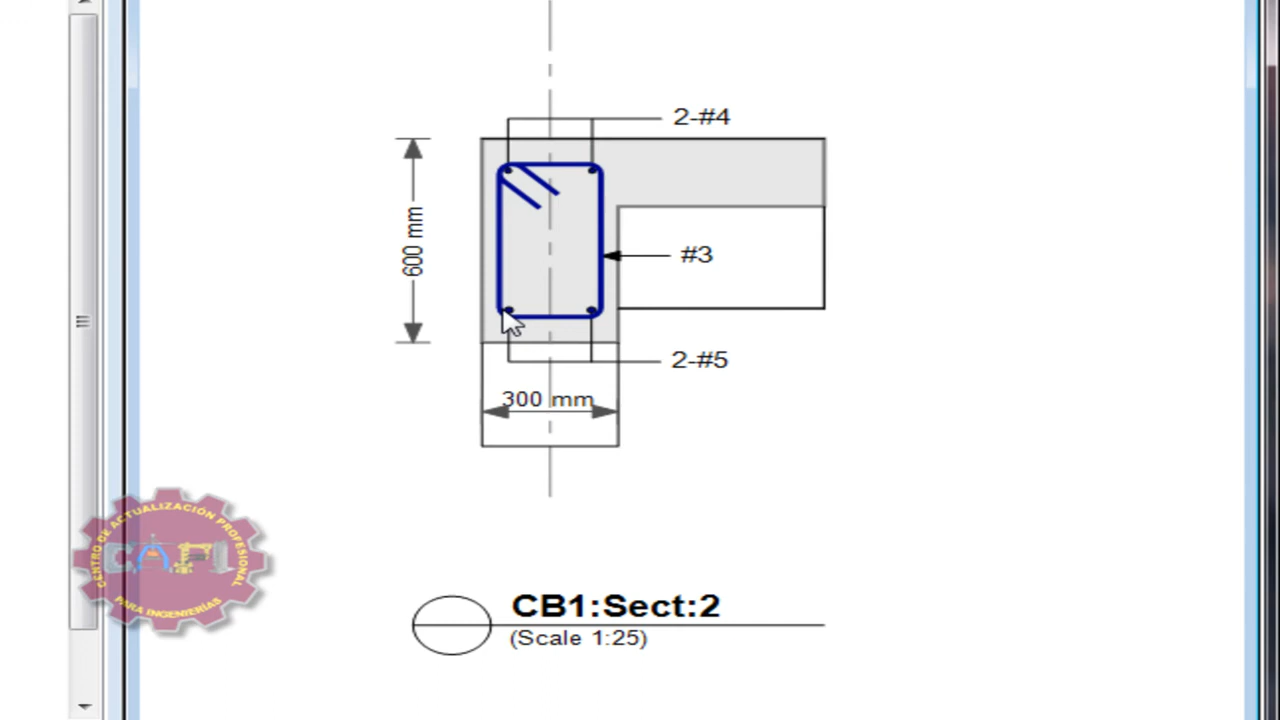 2-#4
600 mm
#3
2-#5
300 mm
CENTRO DE ACTUALIZACIÓN PROFESIONAL
CAPI
PARA INGENIERÍAS
CB1:Sect:2
(Scale 1:25)